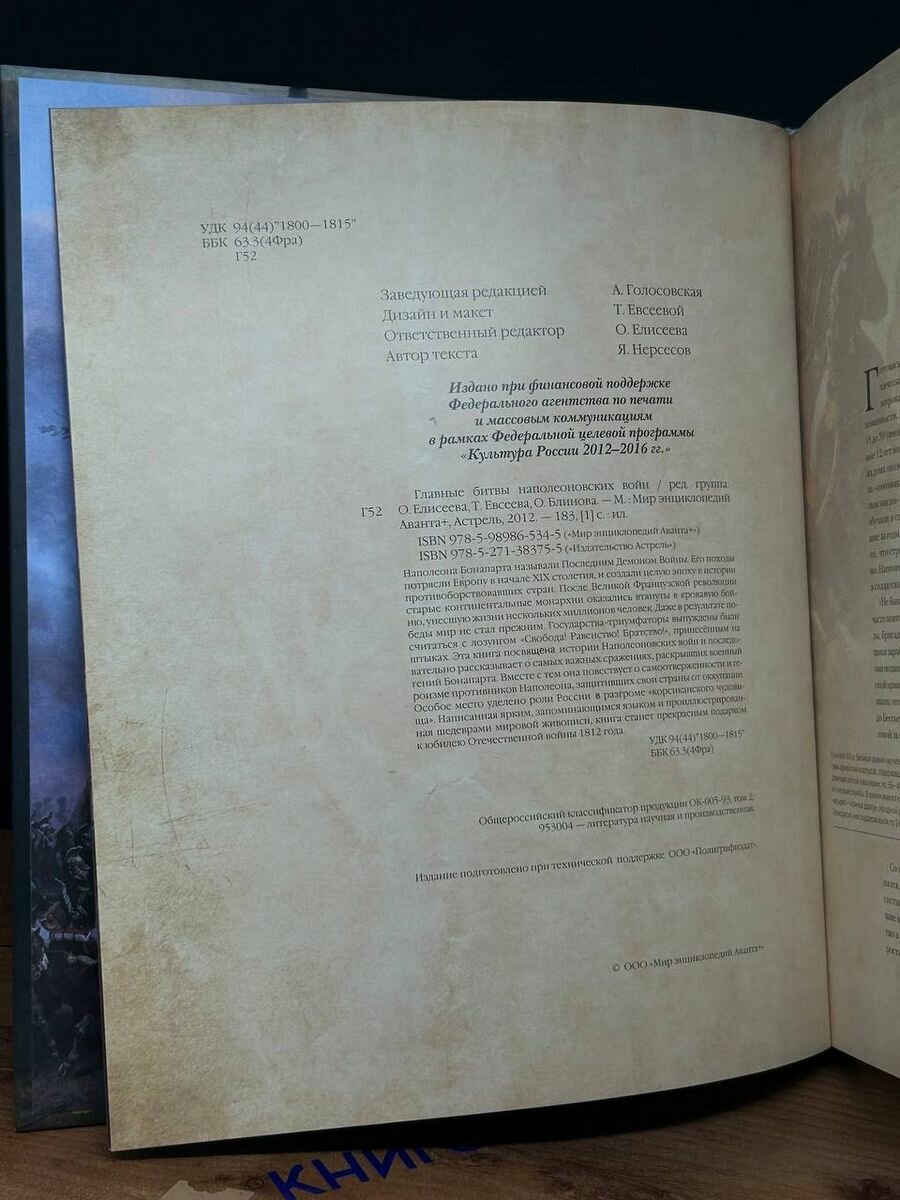 УДК 94(44)"1800—1815"
ББК 63.3(4Фра)
Г52
Заведующая редакцией А. Голосовская
Дизайн и макет Т. Евсеевой
Ответственный редактор О. Елисеева
Автор текста Я. Нерсесов
Издано при финансовой поддержке
Федерального агентства по печати
и массовым коммуникациям
в рамках Федеральной целевой программы
«Культура России 2012–2016 гг.»
Главные битвы наполеоновских войн / ред. группа:
Г52 О. Елисеева, Т. Евсеева, О. Блинова. — М.: Мир энциклопедий
Аванта+, Астрель, 2012. — 183, [1] с.: ил.
ISBN 978-5-98986-534-5 («Мир энциклопедий Аванта+»)
ISBN 978-5-271-38375-5 («Издательство Астрель»)
Наполеона Бонапарта называли Последним Демоном Войны. Его походы
потрясли Европу в начале XIX столетия, и создали целую эпоху в истории
противоборствовавших стран. После Великой Французской революции
старые континентальные монархии оказались втянуты в кровавую бой-
ню, унесшую жизни нескольких миллионов человек. Даже в результате по-
беды мир не стал прежним. Государства-триумфаторы вынуждены были
считаться с лозунгом «Свобода! Равенство! Братство!», принесённым на
штыках. Эта книга посвящена истории Наполеоновских войн и последо-
вательно рассказывает о самых важных сражениях, раскрывших военный
гений Бонапарта. Вместе с тем она повествует о самоотверженности и ге-
роизме противников Наполеона, защитивших свои страны от оккупации.
Особое место уделено роли России в разгроме «корсиканского чудови-
ща». Написанная ярким, запоминающимся языком и проиллюстрирован-
ная шедеврами мировой живописи, книга станет прекрасным подарком
к юбилею Отечественной войны 1812 года.
УДК 94(44)"1800—1815"
ББК 63.3(4Фра)
Общероссийский классификатор продукции ОК-005-93, том 2;
953004 — литература научная и производственная.
Издание подготовлено при технической поддержке ООО «Полиграфиздат».
© ООО «Мир энциклопедий Аванта+»
КНИГО